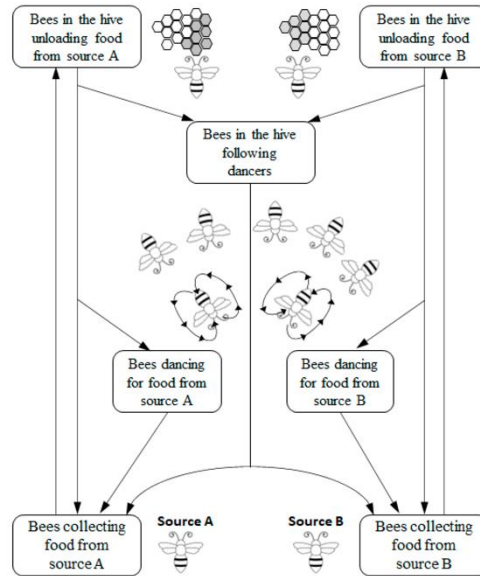 Bees in the hive
unloading food
from source A
Bees in the hive
unloading food
from source B
Bees in the hive
following
dancers
Bees dancing
for food from
source A
Bees dancing
for food from
source B
Bees collecting
food from
source A
Source A
Source B
Bees collecting
food from
source B